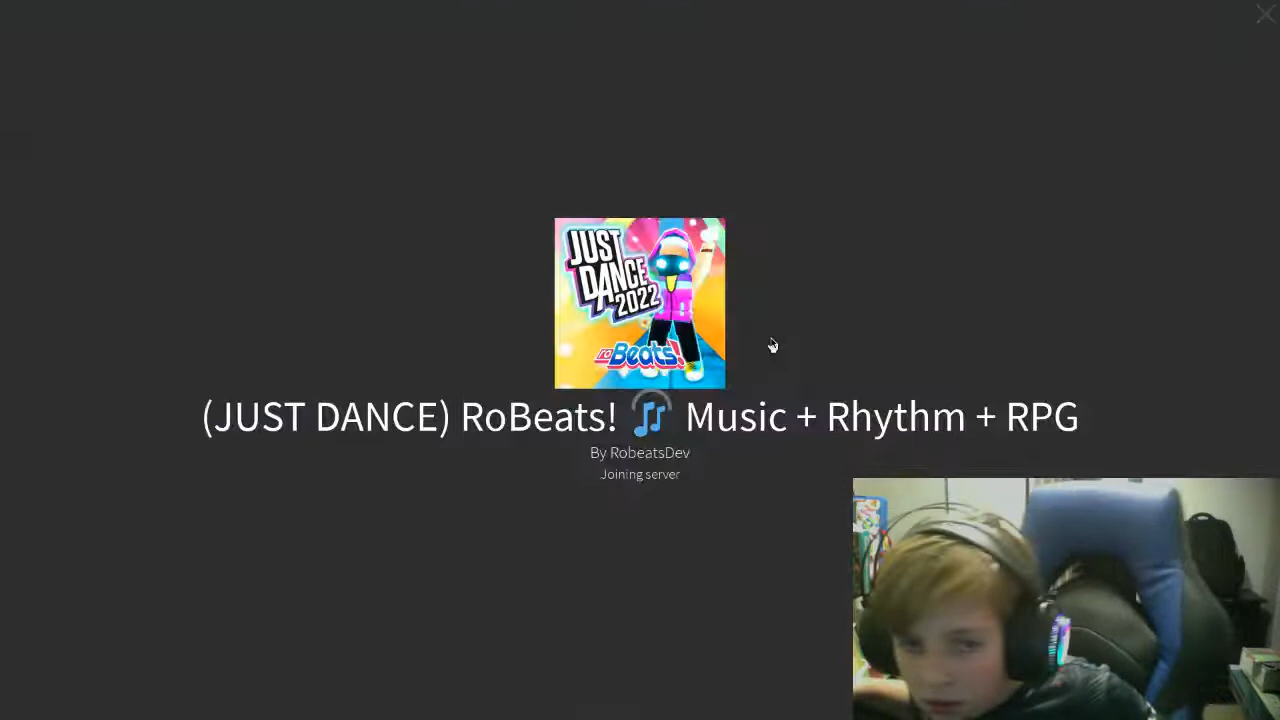 JUST
DANCE
2022
RoBeats!
(JUST DANCE) RoBeats! 🎵 Music + Rhythm + RPG
By RobeatsDev
Joining server